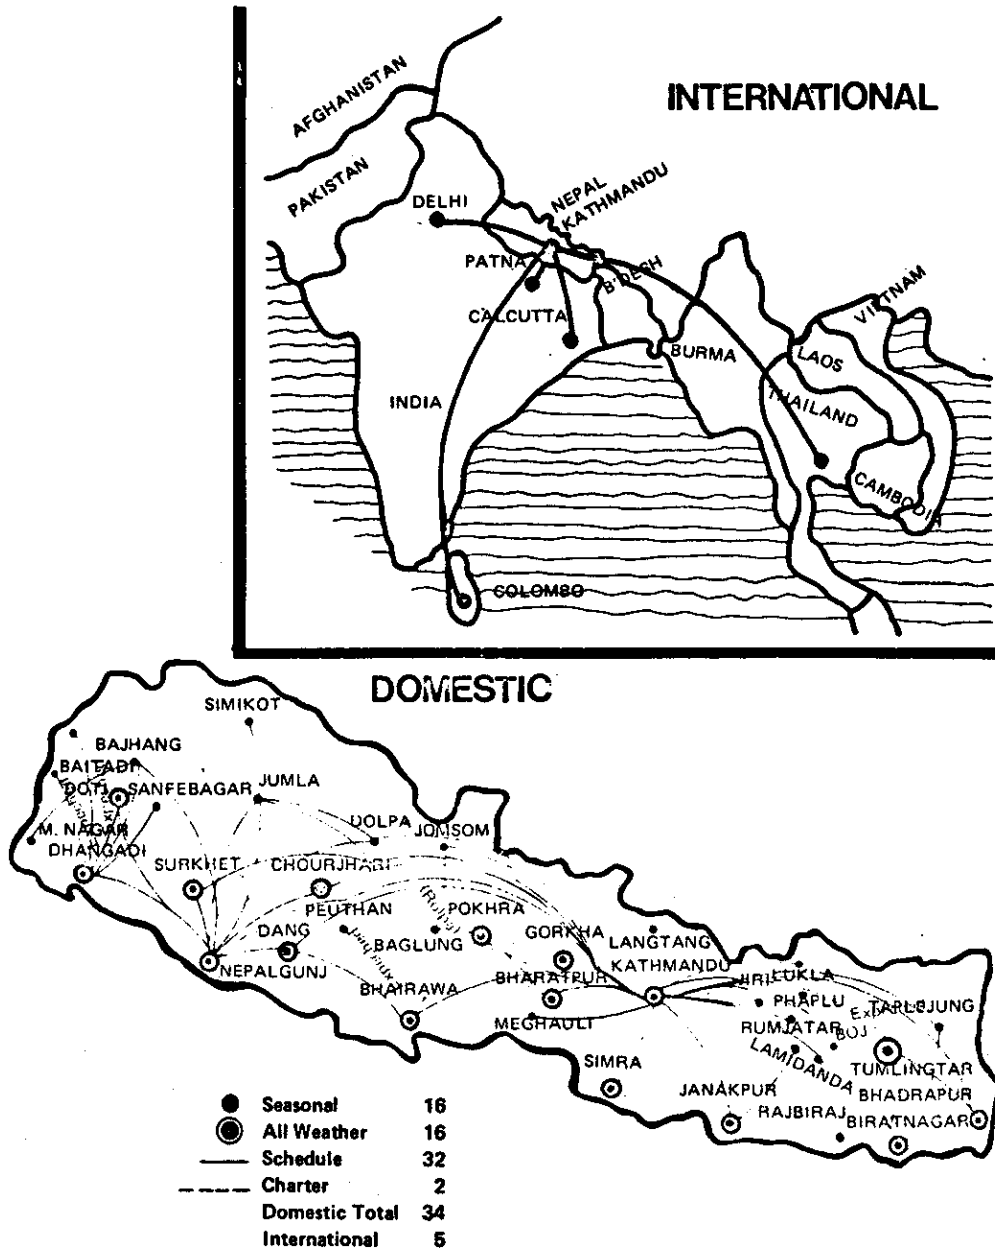 INTERNATIONAL
AFGHANISTAN
PAKISTAN
DELHI
NEPAL
KATHMANDU
PATNA
B'DESH
CALCUTTA
VIETNAM
BURMA
LAOS
INDIA
THAILAND
CAMBODIA
COLOMBO
DOMESTIC
SIMIKOT
BAJHANG
BAITADI
DOTI
SANFEBAGAR
JUMLA
M. NAGAR
DHANGADI
DOLPA
JOMSOM
SURKHET
CHOURJHARI
PEUTHAN
(Rolpa)
POKHRA
DANG
BAGLUNG
GORKHA
LANGTANG
NEPALGUNJ
KATHMANDU
BHAIRAWA
BHARATPUR
JIRI
LUKLA
MEGHAULI
PHAPLU
TAPLEJUNG
RUMJATAR
BOJ
LAMIDANDA
SIMRA
TUMLINGTAR
JANAKPUR
BHADRAPUR
RAJBIRAJ
BIRATNAGAR
Seasonal 16
All Weather 16
Schedule 32
Charter 2
Domestic Total 34
International 5